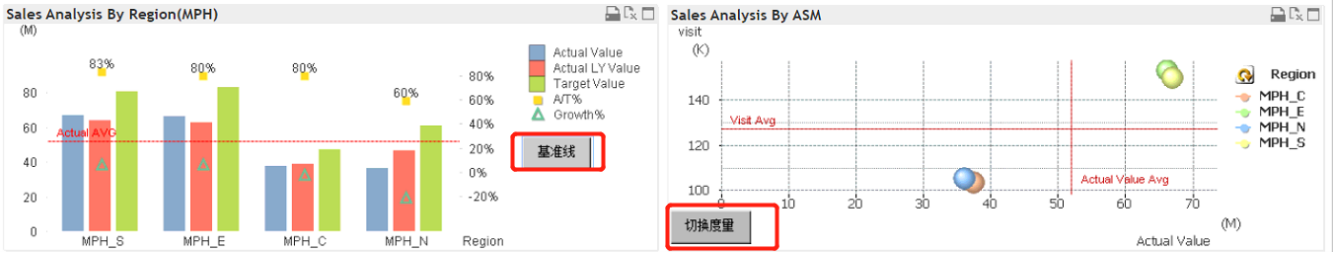 Sales Analysis By Region(MPH)
(M)
83%
80%
80%
60%
80
60
40
20
0
Actual AVG
MPH_S
MPH_E
MPH_C
MPH_N
Region
80%
60%
40%
20%
0%
-20%
Actual Value
Actual LY Value
Target Value
A/T%
Growth%
基准线
Sales Analysis By ASM
visit
(K)
140
120
100
Visit Avg
Actual Value Avg
10
20
30
40
50
60
70
(M)
Actual Value
Region
MPH_C
MPH_E
MPH_N
MPH_S
切换度量